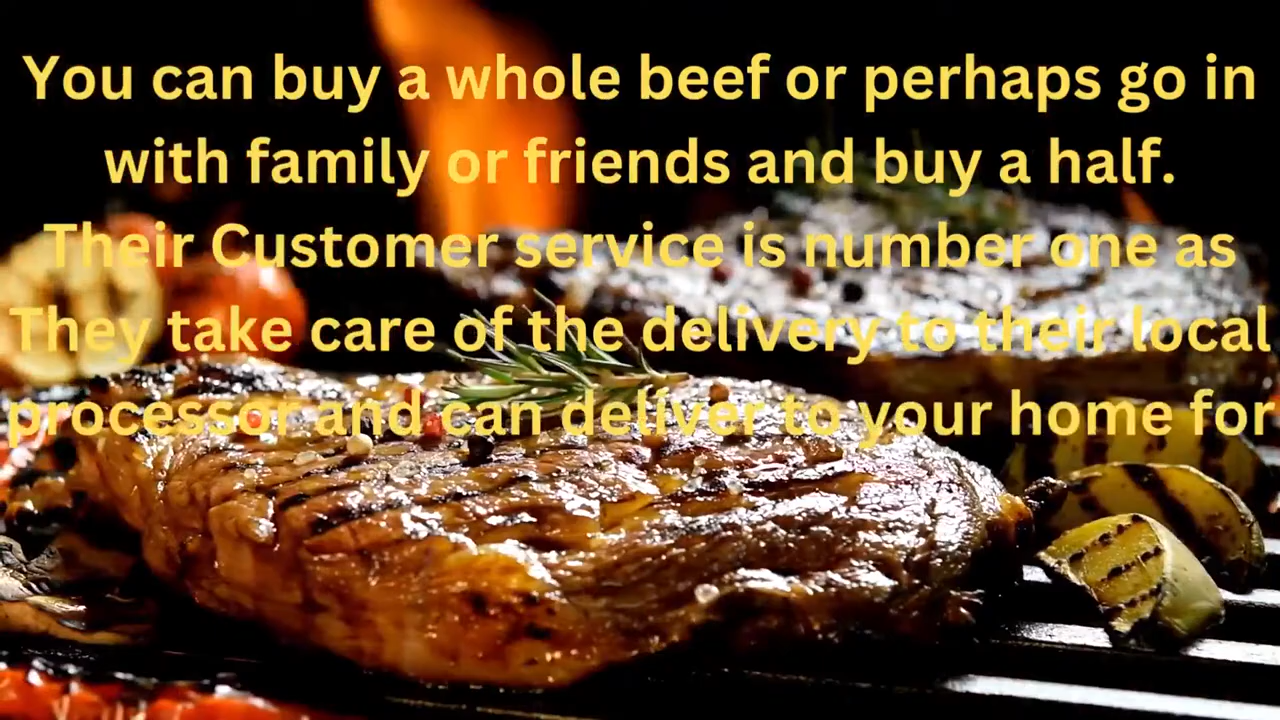 You can buy a whole beef or perhaps go in
with family or friends and buy a half.
Their Customer service is number one as
They take care of the delivery to their local
processor and can deliver to your home for